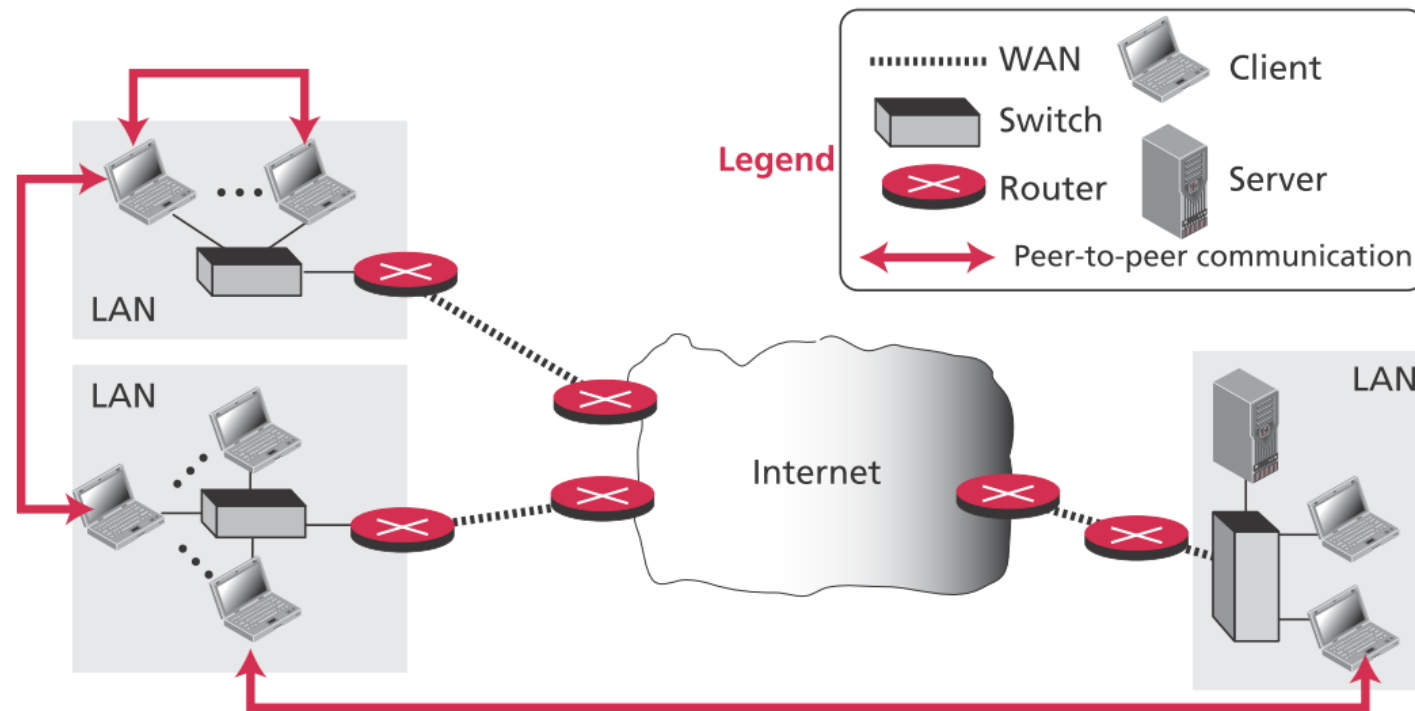 WAN
Client
Switch
Legend
Router
Server
Peer-to-peer communication
LAN
LAN
Internet
LAN